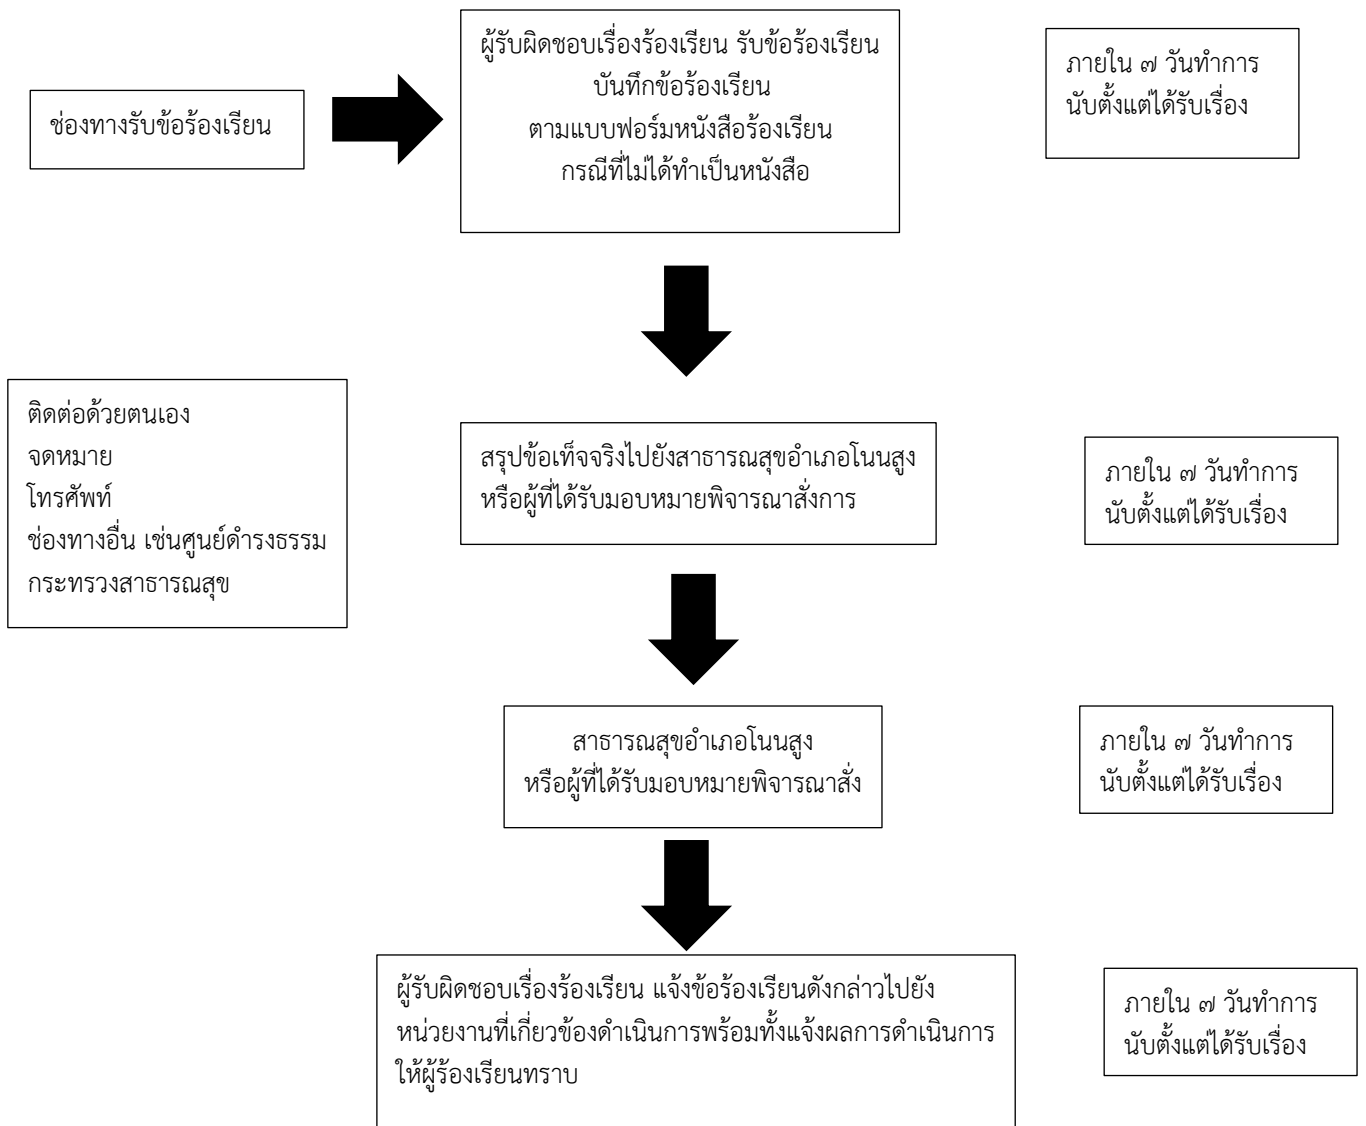 ช่องทางรับข้อร้องเรียน
ผู้รับผิดชอบเรื่องร้องเรียน รับข้อร้องเรียน
บันทึกข้อร้องเรียน
ตามแบบฟอร์มหนังสือร้องเรียน
กรณีที่ไม่ได้ทำเป็นหนังสือ
ภายใน ๗ วันทำการ
นับตั้งแต่ได้รับเรื่อง
ติดต่อด้วยตนเอง
จดหมาย
โทรศัพท์
ช่องทางอื่น เช่นศูนย์ดำรงธรรม
กระทรวงสาธารณสุข
สรุปข้อเท็จจริงไปยังสาธารณสุขอำเภอโนนสูง
หรือผู้ที่ได้รับมอบหมายพิจารณาสั่งการ
ภายใน ๗ วันทำการ
นับตั้งแต่ได้รับเรื่อง
สาธารณสุขอำเภอโนนสูง
หรือผู้ที่ได้รับมอบหมายพิจารณาสั่ง
ภายใน ๗ วันทำการ
นับตั้งแต่ได้รับเรื่อง
ผู้รับผิดชอบเรื่องร้องเรียน แจ้งข้อร้องเรียนดังกล่าวไปยัง
หน่วยงานที่เกี่ยวข้องดำเนินการพร้อมทั้งแจ้งผลการดำเนินการ
ให้ผู้ร้องเรียนทราบ
ภายใน ๗ วันทำการ
นับตั้งแต่ได้รับเรื่อง